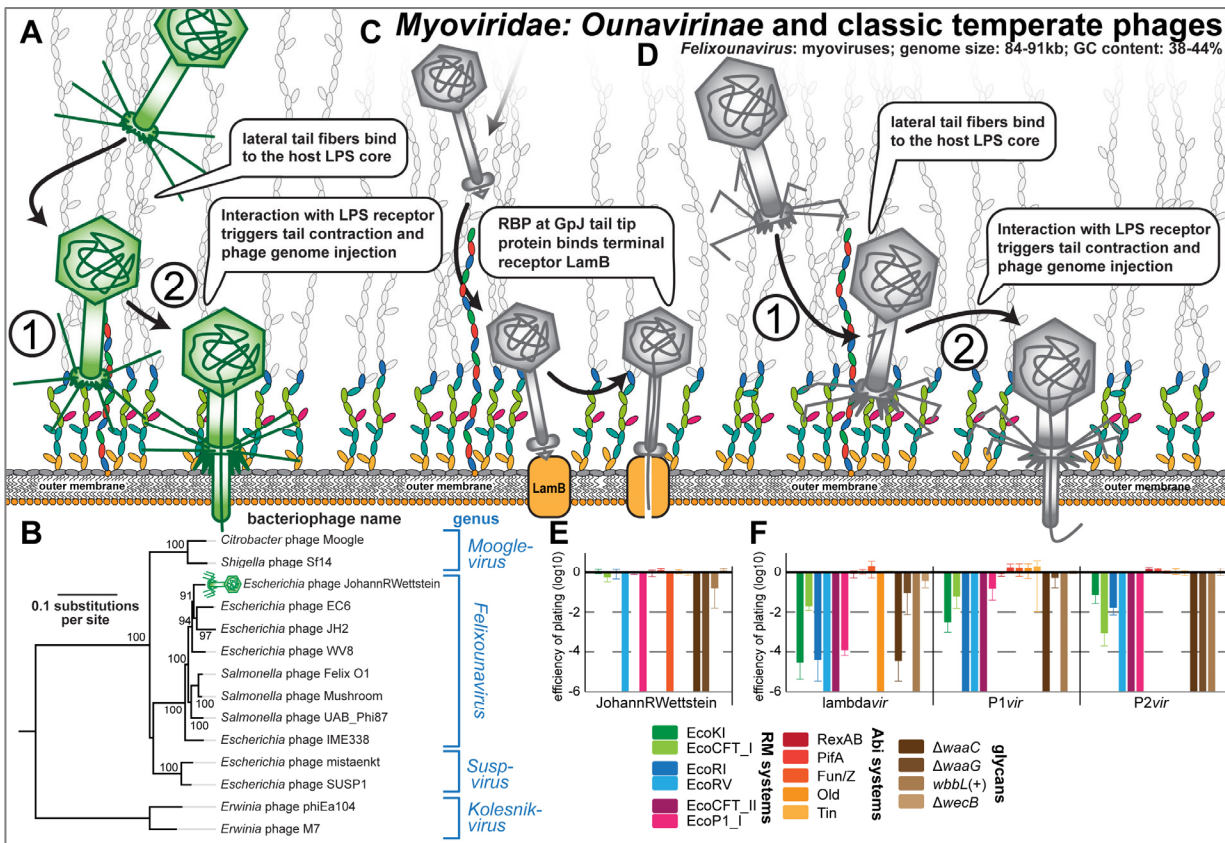 A
C
Myoviridae: Ounavirinae and classic temperate phages
D
Felixounavirus: myoviruses; genome size: 84-91kb; GC content: 38-44%
lateral tail fibers bind
to the host LPS core
Interaction with LPS receptor
triggers tail contraction and
phage genome injection
1
2
RBP at GpJ tail tip
protein binds terminal
receptor LamB
lateral tail fibers bind
to the host LPS core
Interaction with LPS receptor
triggers tail contraction and
phage genome injection
1
2
outer membrane
outer membrane
LamB
outer membrane
outer membrane
B
bacteriophage name
genus
0.1 substitutions
per site
100
100
91
94
97
100
100
100
100
100
Citrobacter phage Moogle
Shigella phage Sf14
Escherichia phage JohannRWettstein
Escherichia phage EC6
Escherichia phage JH2
Escherichia phage WV8
Salmonella phage Felix O1
Salmonella phage Mushroom
Salmonella phage UAB_Phi87
Escherichia phage IME338
Escherichia phage mistaenkt
Escherichia phage SUSP1
Erwinia phage phiEa104
Erwinia phage M7
Moogle-
virus
Felixounavirus
Susp-
virus
Kolesnik-
virus
E
efficiency of plating (log10)
0
-2
-4
-6
JohannRWettstein
F
efficiency of plating (log10)
0
-2
-4
-6
lambdavir
P1vir
P2vir
EcoKI
EcoCFT_I
EcoRI
EcoRV
EcoCFT_II
EcoP1_I
RM systems
RexAB
PifA
Fun/Z
Old
Tin
Abi systems
ΔwaaC
ΔwaaG
wbbL(+)
ΔwecB
glycans